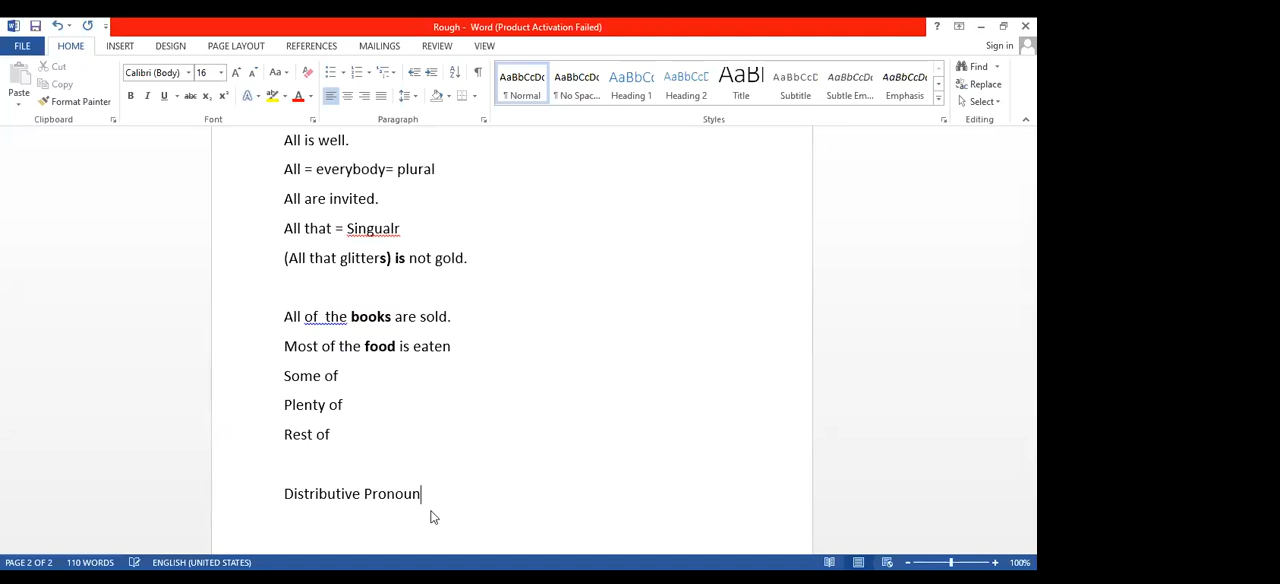 Rough - Word (Product Activation Failed)
FILE HOME INSERT DESIGN PAGE LAYOUT REFERENCES MAILINGS REVIEW VIEW Sign in
Paste Cut Copy Format Painter
Clipboard
Calibri (Body) 16 Aa
B I U abc x₂ x² A A
Font
Paragraph
AaBbCcDc AaBbCcDc AaBbCc AaBbCcD AaBl AaBbCcD AaBbCcDc AaBbCcDc
¶ Normal ¶ No Spac... Heading 1 Heading 2 Title Subtitle Subtle Em... Emphasis
Styles
Find
Replace
Select
Editing
All is well.
All = everybody= plural
All are invited.
All that = Singualr
(All that glitters) is not gold.
All of  the books are sold.
Most of the food is eaten
Some of
Plenty of
Rest of
Distributive Pronoun
PAGE 2 OF 2 110 WORDS ENGLISH (UNITED STATES) 100%